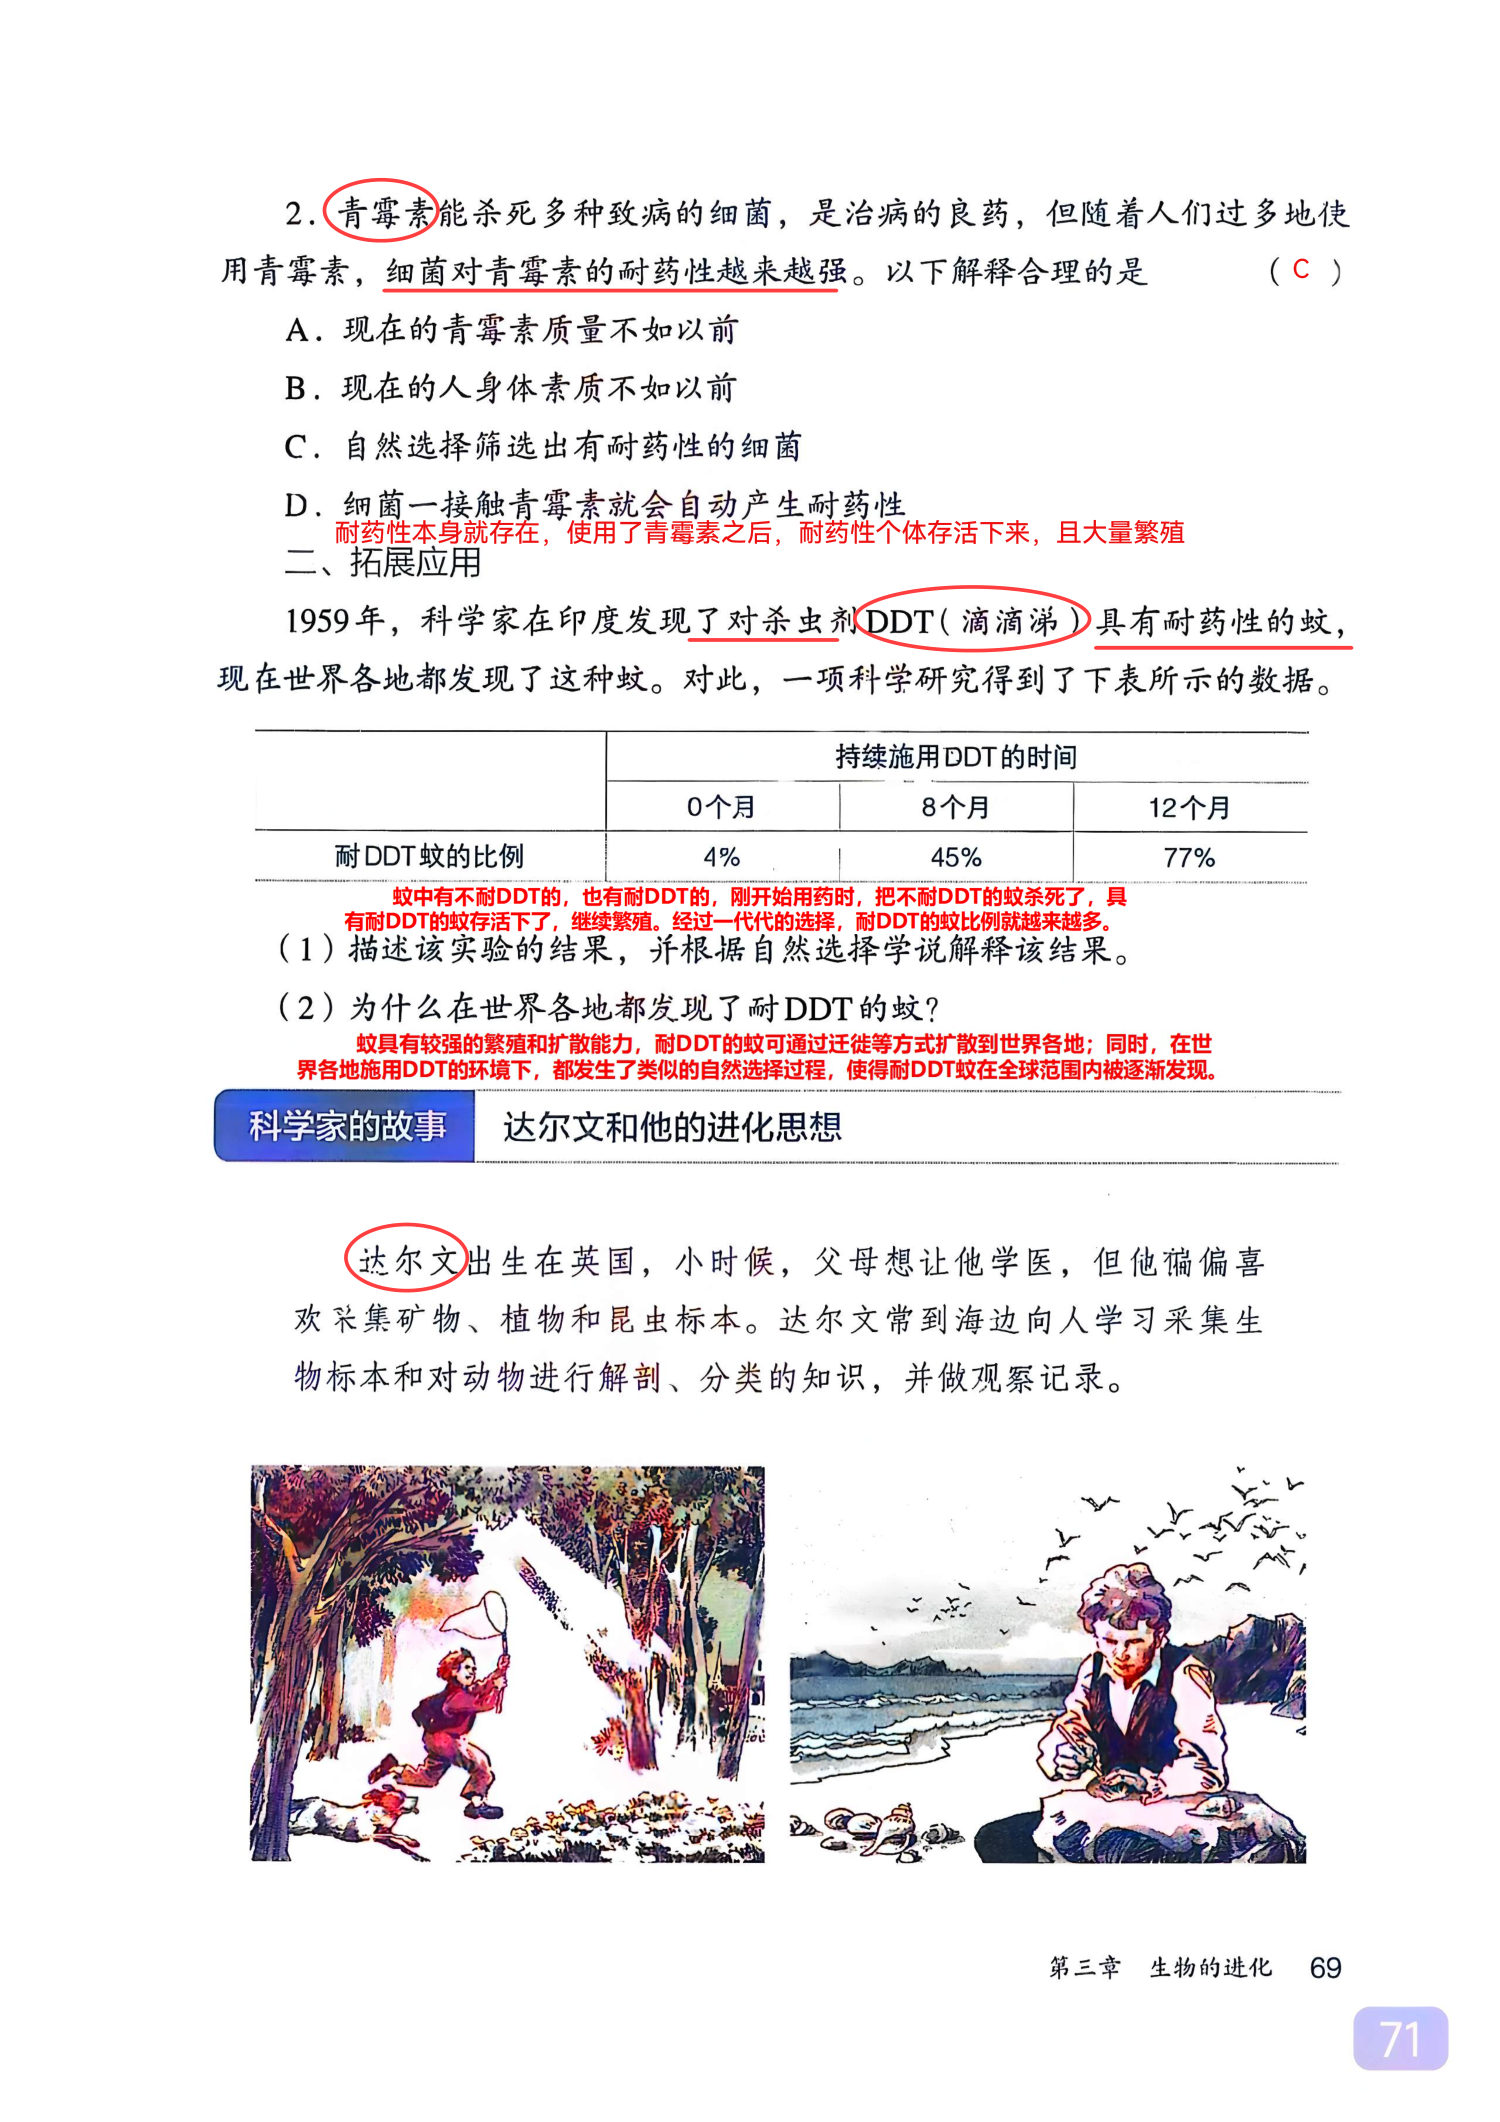 2. 青霉素能杀死多种致病的细菌，是治病的良药，但随着人们过多地使
用青霉素，细菌对青霉素的耐药性越来越强。以下解释合理的是 （ C ）
A. 现在的青霉素质量不如以前
B. 现在的人身体素质不如以前
C. 自然选择筛选出有耐药性的细菌
D. 细菌一接触青霉素就会自动产生耐药性
耐药性本身就存在，使用了青霉素之后，耐药性个体存活下来，且大量繁殖
二、拓展应用
1959年，科学家在印度发现了对杀虫剂DDT（滴滴涕）具有耐药性的蚊，
现在世界各地都发现了这种蚊。对此，一项科学研究得到了下表所示的数据。
持续施用DDT的时间
0个月 8个月 12个月
耐DDT蚊的比例 4% 45% 77%
蚊中有不耐DDT的，也有耐DDT的，刚开始用药时，把不耐DDT的蚊杀死了，具
有耐DDT的蚊存活下了，继续繁殖。经过一代代的选择，耐DDT的蚊比例就越来越多。
（1）描述该实验的结果，并根据自然选择学说解释该结果。
（2）为什么在世界各地都发现了耐DDT的蚊？
蚊具有较强的繁殖和扩散能力，耐DDT的蚊可通过迁徙等方式扩散到世界各地；同时，在世
界各地施用DDT的环境下，都发生了类似的自然选择过程，使得耐DDT蚊在全球范围内被逐渐发现。
科学家的故事 达尔文和他的进化思想
达尔文出生在英国，小时候，父母想让他学医，但他偏偏喜
欢采集矿物、植物和昆虫标本。达尔文常到海边向人学习采集生
物标本和对动物进行解剖、分类的知识，并做观察记录。
第三章 生物的进化 69
71